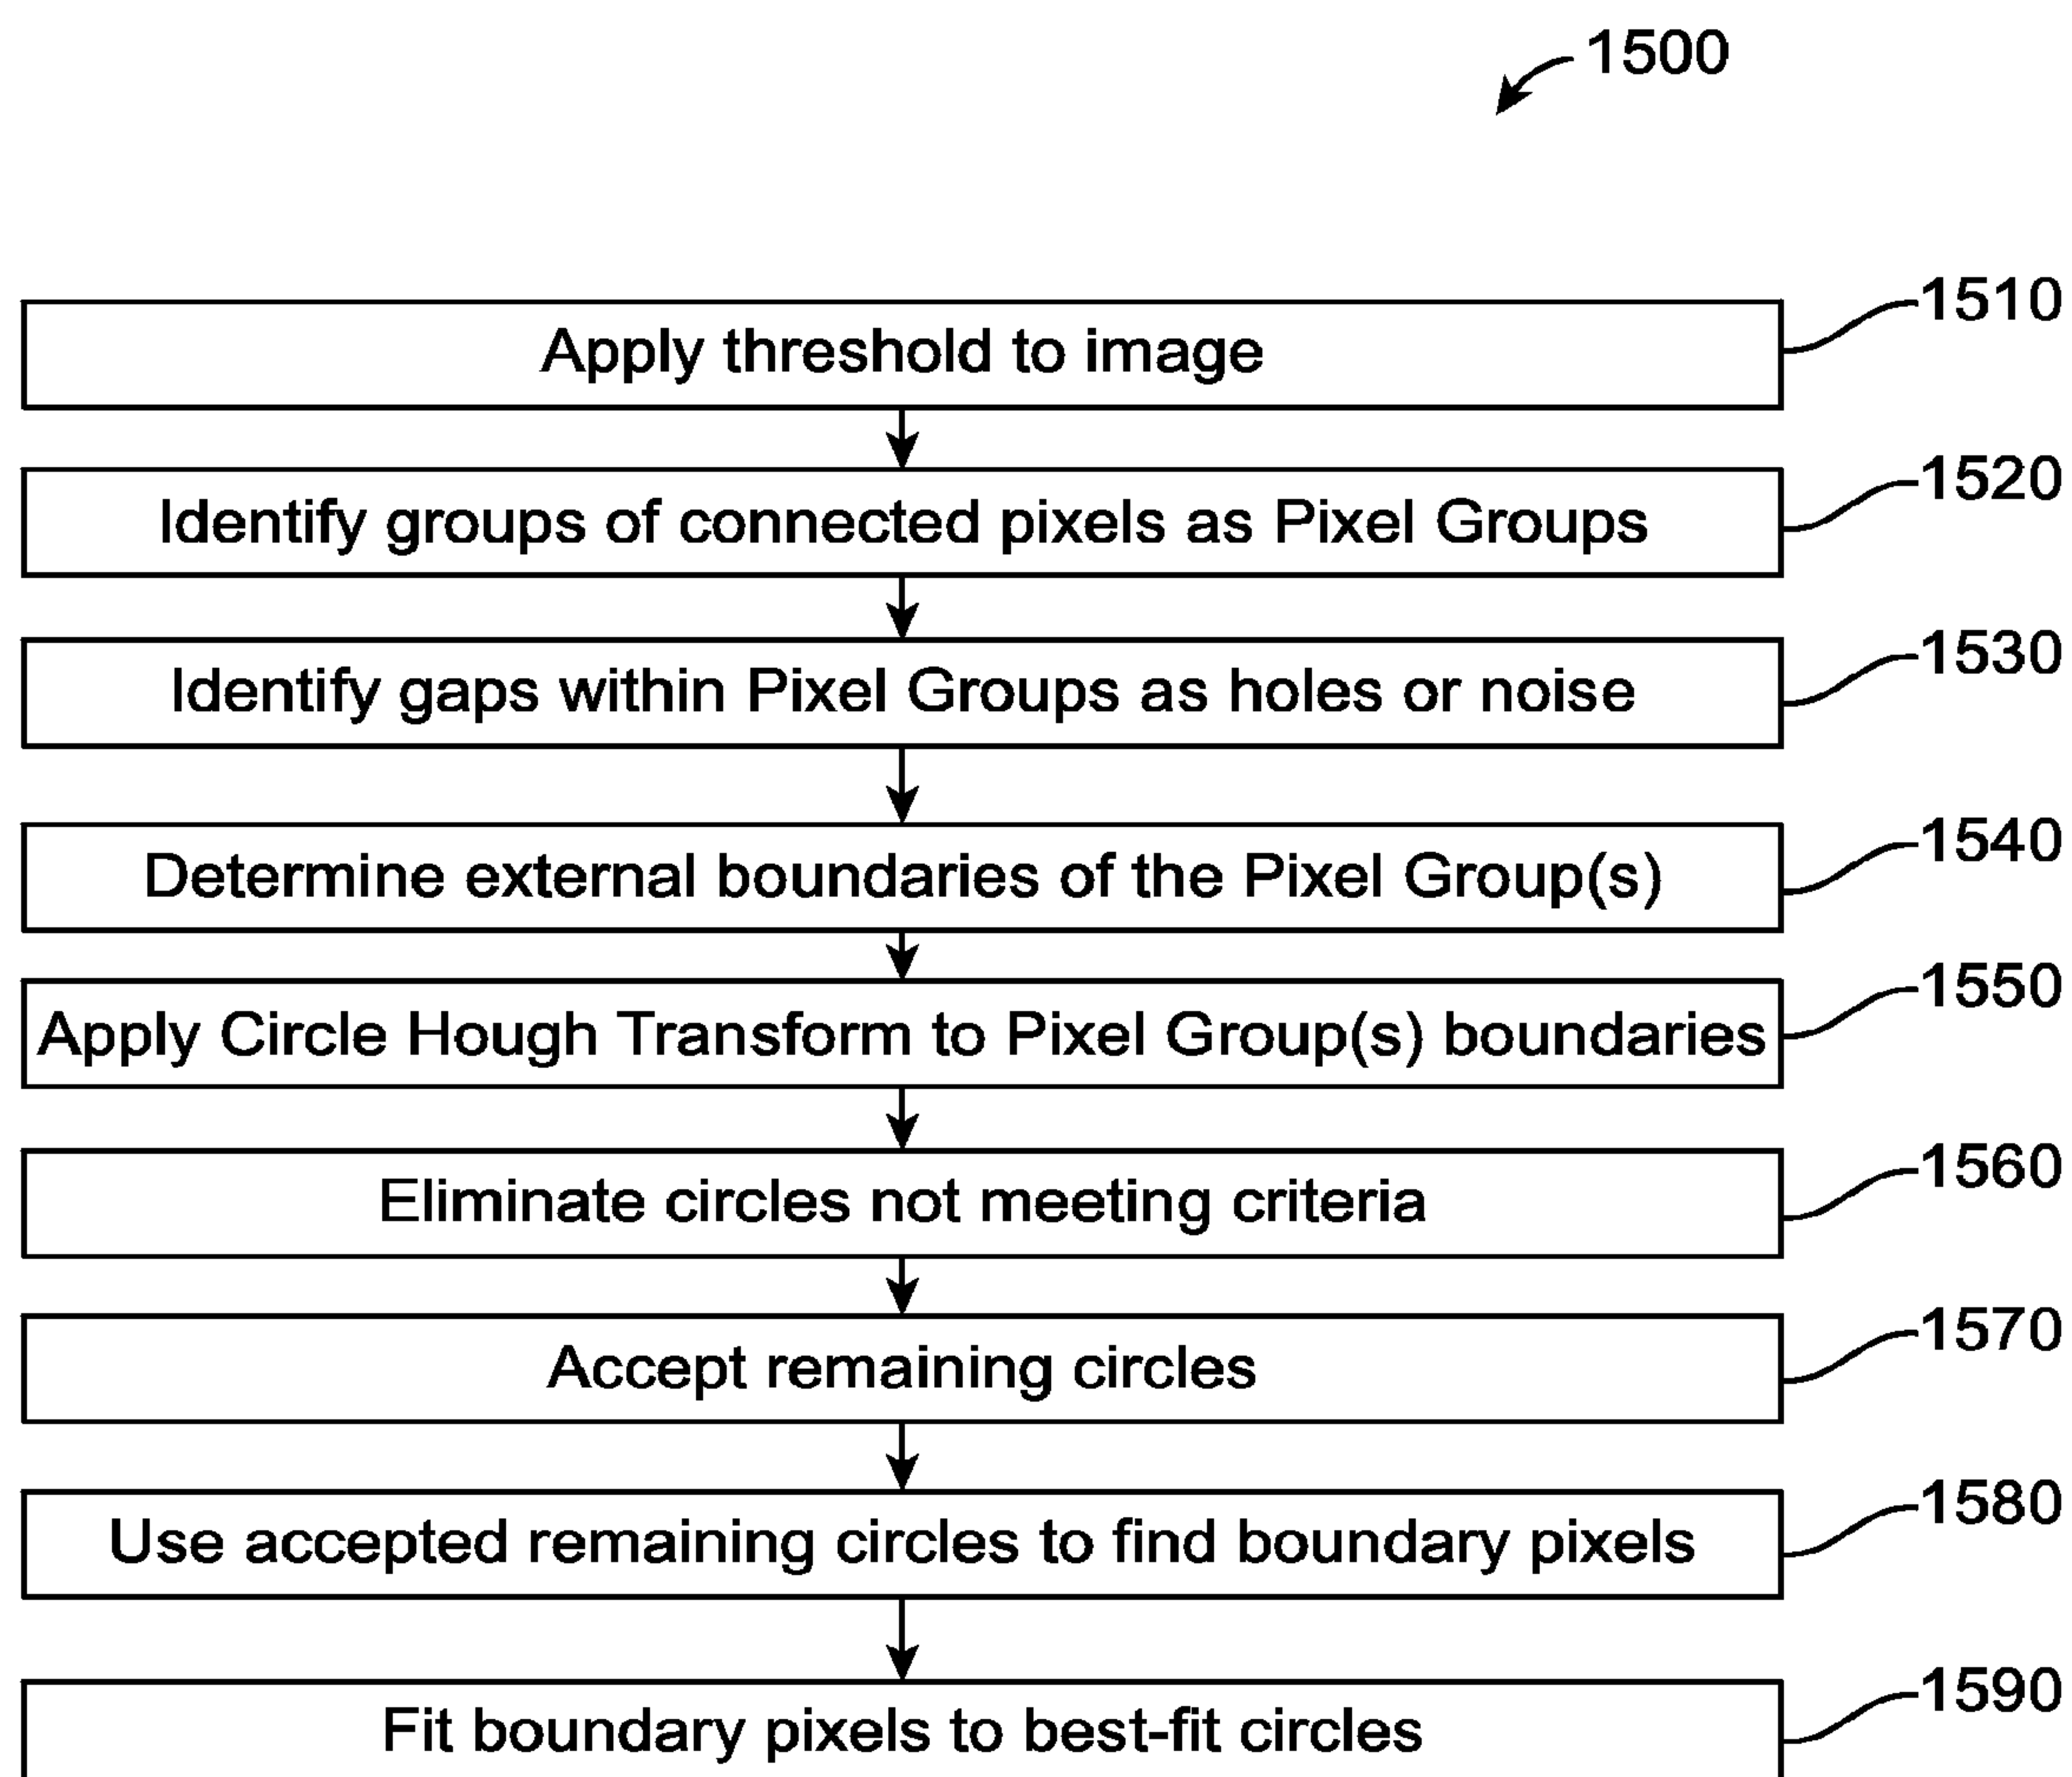 1500
Apply threshold to image
1510
Identify groups of connected pixels as Pixel Groups
1520
Identify gaps within Pixel Groups as holes or noise
1530
Determine external boundaries of the Pixel Group(s)
1540
Apply Circle Hough Transform to Pixel Group(s) boundaries
1550
Eliminate circles not meeting criteria
1560
Accept remaining circles
1570
Use accepted remaining circles to find boundary pixels
1580
Fit boundary pixels to best-fit circles
1590